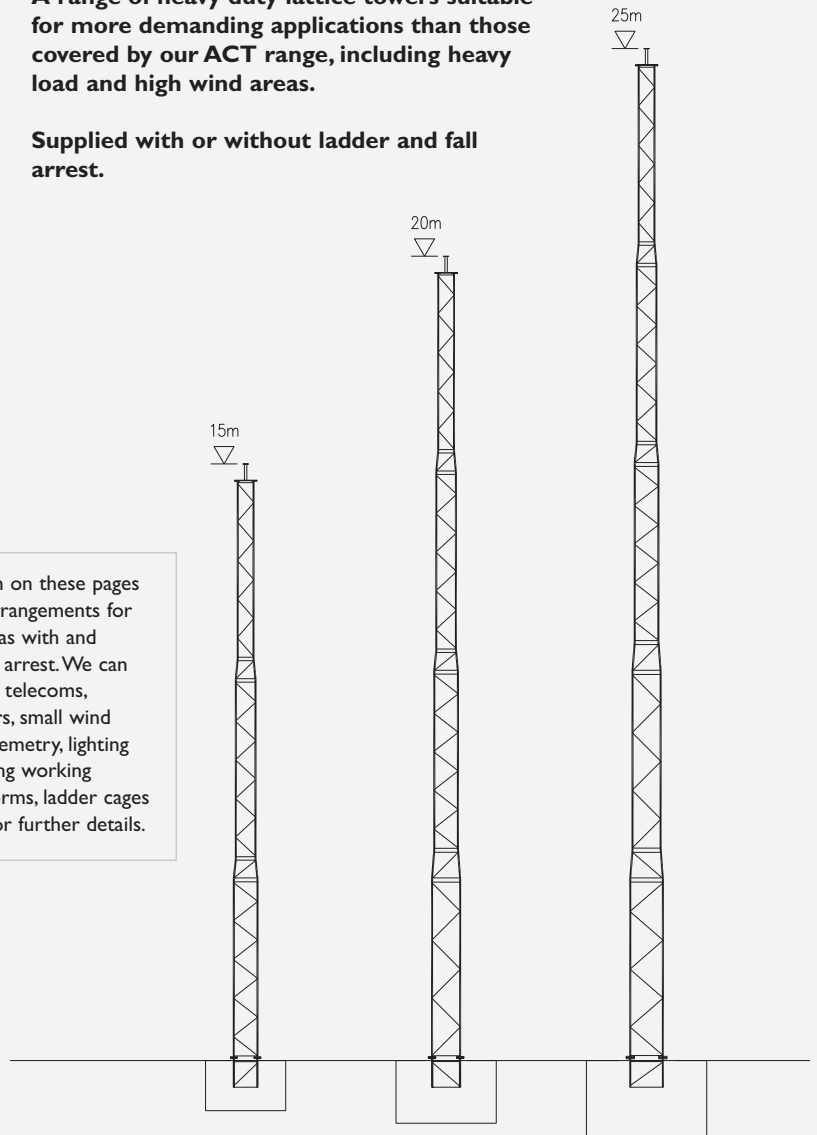 A range of heavy duty lattice towers suitable
for more demanding applications than those
covered by our ACT range, including heavy
load and high wind areas.
Supplied with or without ladder and fall
arrest.
25m
20m
15m
on these pages
rangements for
as with and
arrest. We can
telecoms,
rs, small wind
emetry, lighting
ng working
orms, ladder cages
or further details.